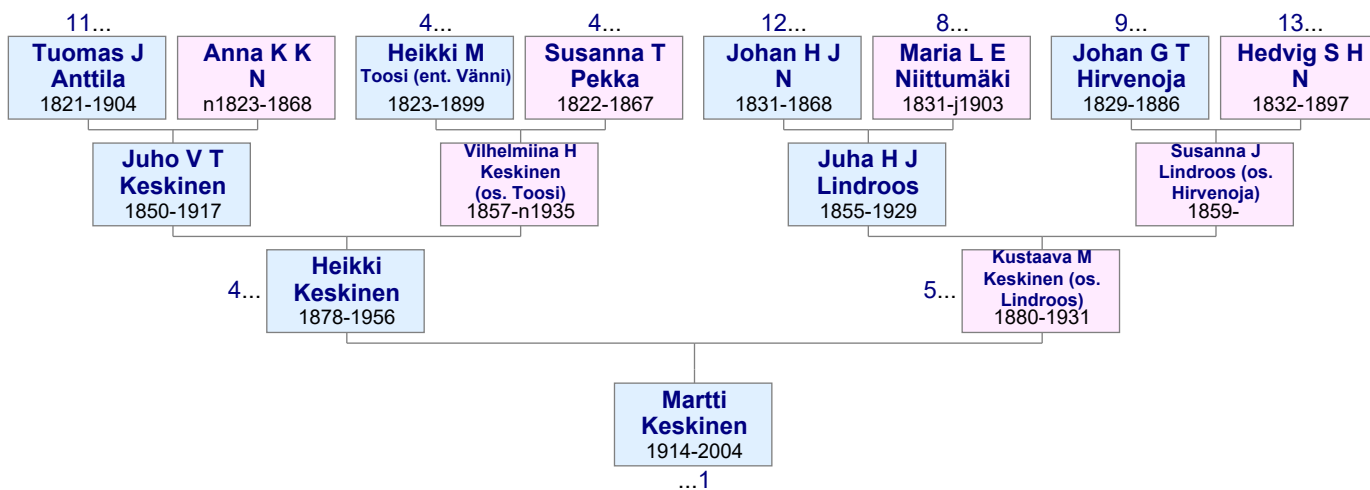 11...
4...
4...
12...
8...
9...
13...
Tuomas J
Anttila
1821-1904
Anna K K
N
n1823-1868
Heikki M
Toosi (ent. Vänni)
1823-1899
Susanna T
Pekka
1822-1867
Johan H J
N
1831-1868
Maria L E
Niittumäki
1831-j1903
Johan G T
Hirvenoja
1829-1886
Hedvig S H
N
1832-1897
Juho V T
Keskinen
1850-1917
Vilhelmiina H
Keskinen
(os. Toosi)
1857-n1935
Juha H J
Lindroos
1855-1929
Susanna J
Lindroos (os.
Hirvenoja)
1859-
4...
Heikki
Keskinen
1878-1956
5...
Kustaava M
Keskinen (os.
Lindroos)
1880-1931
Martti
Keskinen
1914-2004
...1